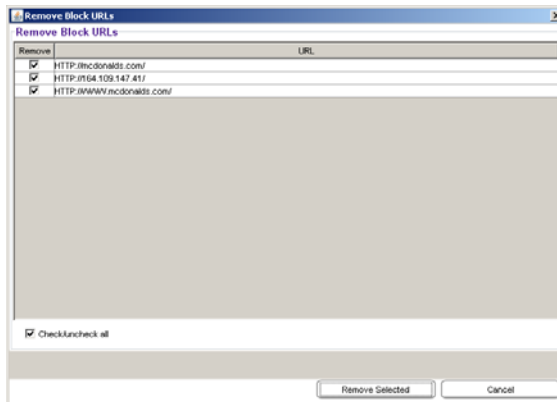 Remove Block URLs
Remove Block URLs
Remove URL
HTTP://mcdonalds.com/
HTTP://164.109.147.41/
HTTP://WWW.mcdonalds.com/
Check/uncheck all
Remove Selected Cancel